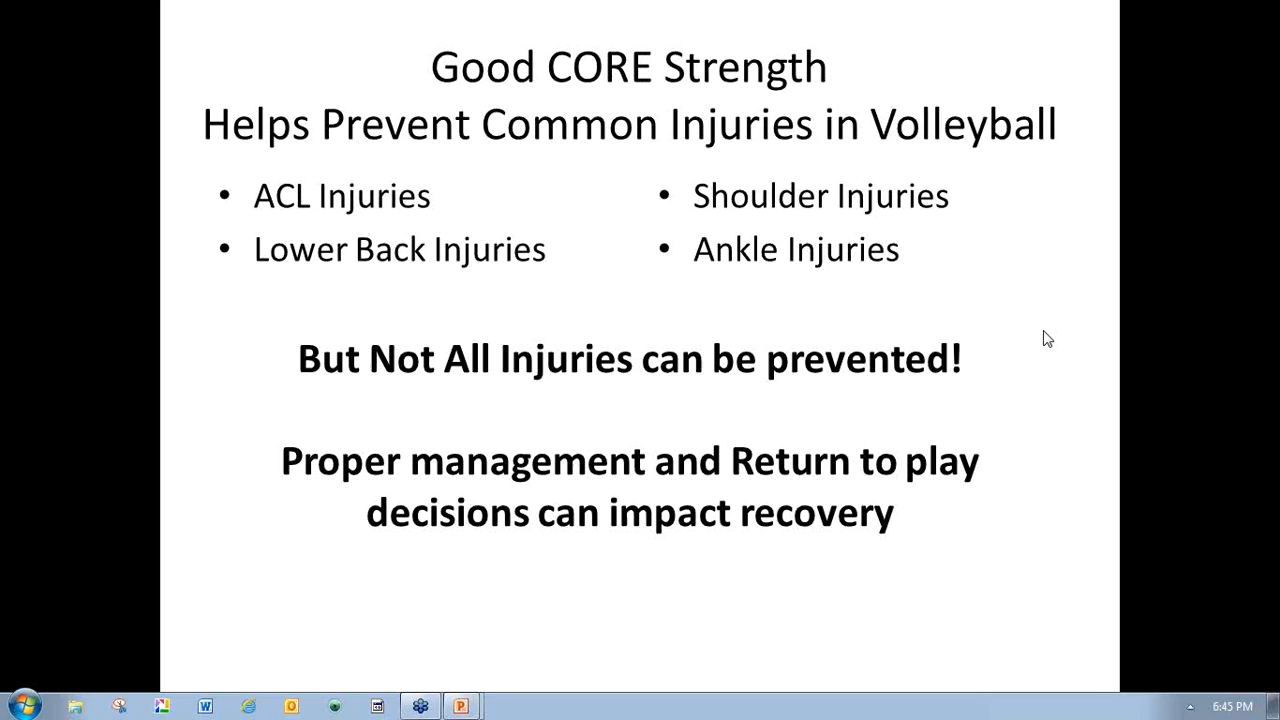 Good CORE Strength
Helps Prevent Common Injuries in Volleyball
• ACL Injuries
• Lower Back Injuries
• Shoulder Injuries
• Ankle Injuries
But Not All Injuries can be prevented!
Proper management and Return to play
decisions can impact recovery
6:45 PM